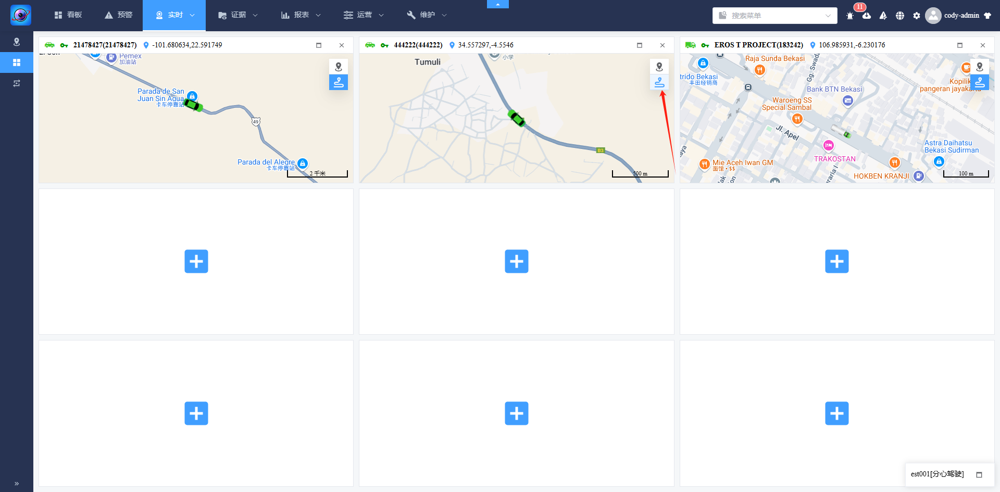 看板
预警
实时
证据
报表
运营
维护
搜索菜单
11
cody-admin
21478427(21478427)
-101.680634,22.591749
444222(444222)
34.557297,-4.5546
EROS T PROJECT(183242)
106.985931,-6.230176
Pemex
加油站
Parada de San
Juan Sin Agua
卡车停靠站
49
Parada del Alegre
卡车停靠站
2 千米
小学
Tumuli
B3
500 m
Raja Sunda Bekasi
Gg. Swad
trido Bekasi
丰田经销商
Kopilik
pangeran jayakarta
Bank BTN Bekasi
Waroeng SS
Special Sambal
Jl. Apel
Astra Daihatsu
Bekasi Sudirman
TRAKOSTAN
Mie Aceh Iwan GM
面馆 · $$
HOKBEN KRANJI
100 m
est001[分心驾驶]